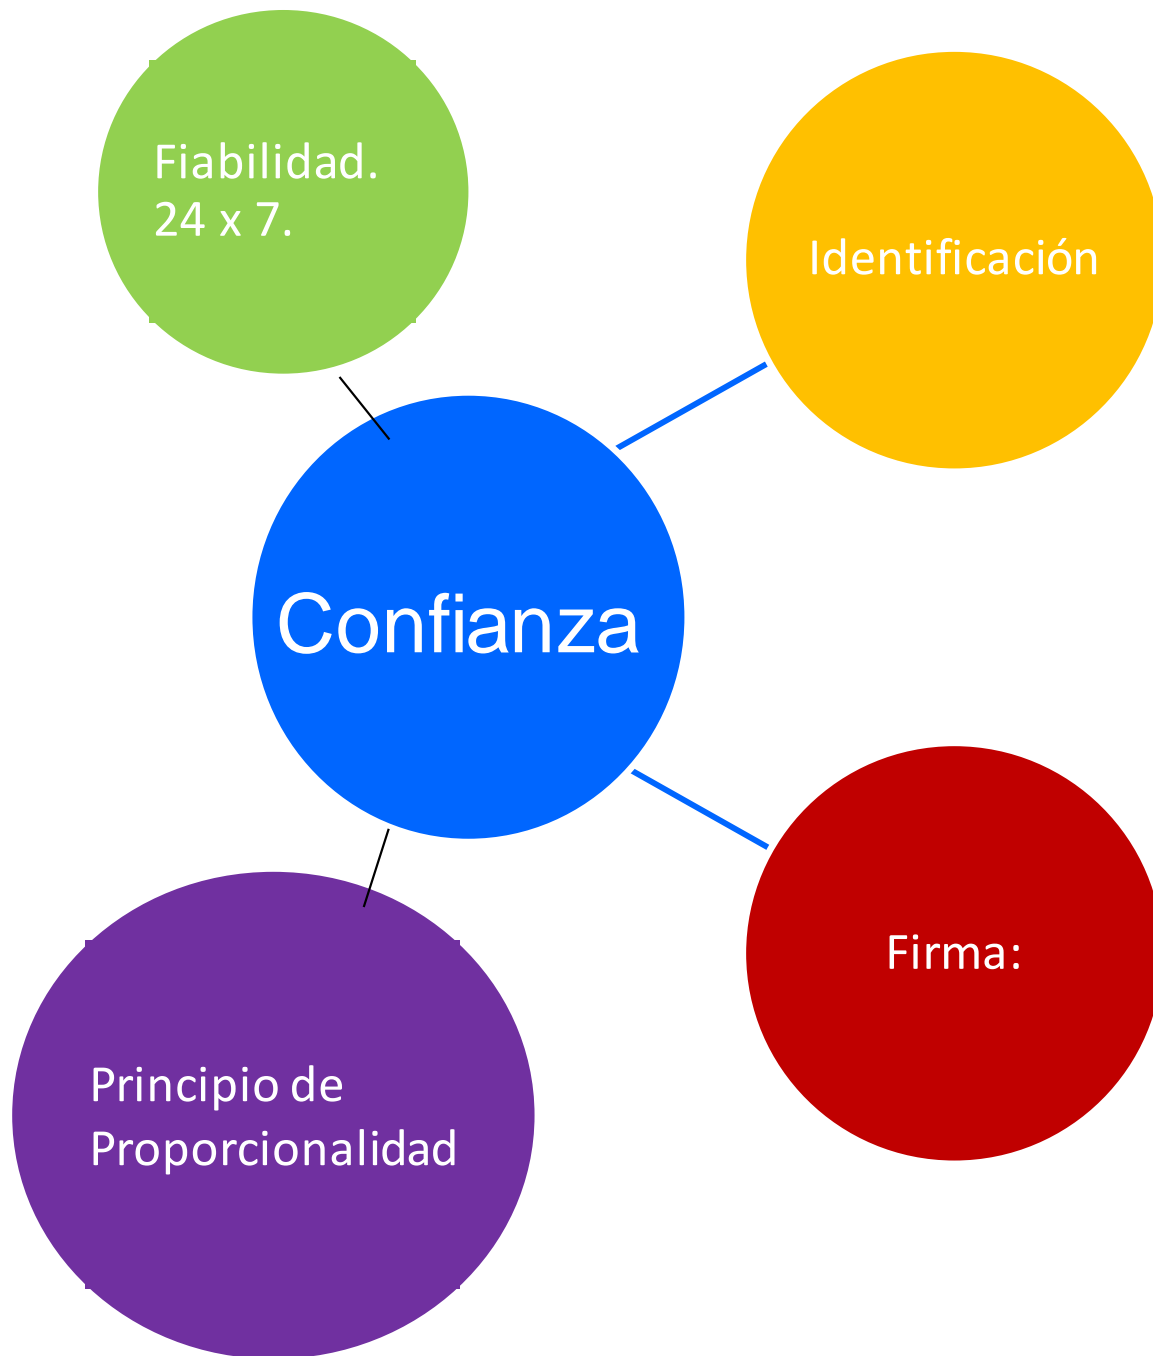 Fiabilidad.
24 x 7.
Identificación
Confianza
Firma:
Principio de
Proporcionalidad